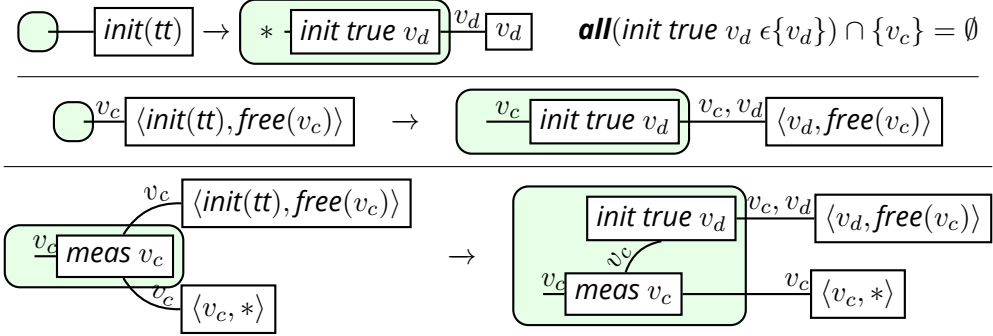 init(tt) → * init true v_d v_d v_d all(init true v_d ϵ{v_d}) ∩ {v_c} = ∅
v_c ⟨init(tt), free(v_c)⟩ → v_c init true v_d v_c, v_d ⟨v_d, free(v_c)⟩
v_c ⟨init(tt), free(v_c)⟩ init true v_d v_c, v_d ⟨v_d, free(v_c)⟩
v_c meas v_c → v_c
v_c ⟨v_c, *⟩ v_c meas v_c v_c ⟨v_c, *⟩